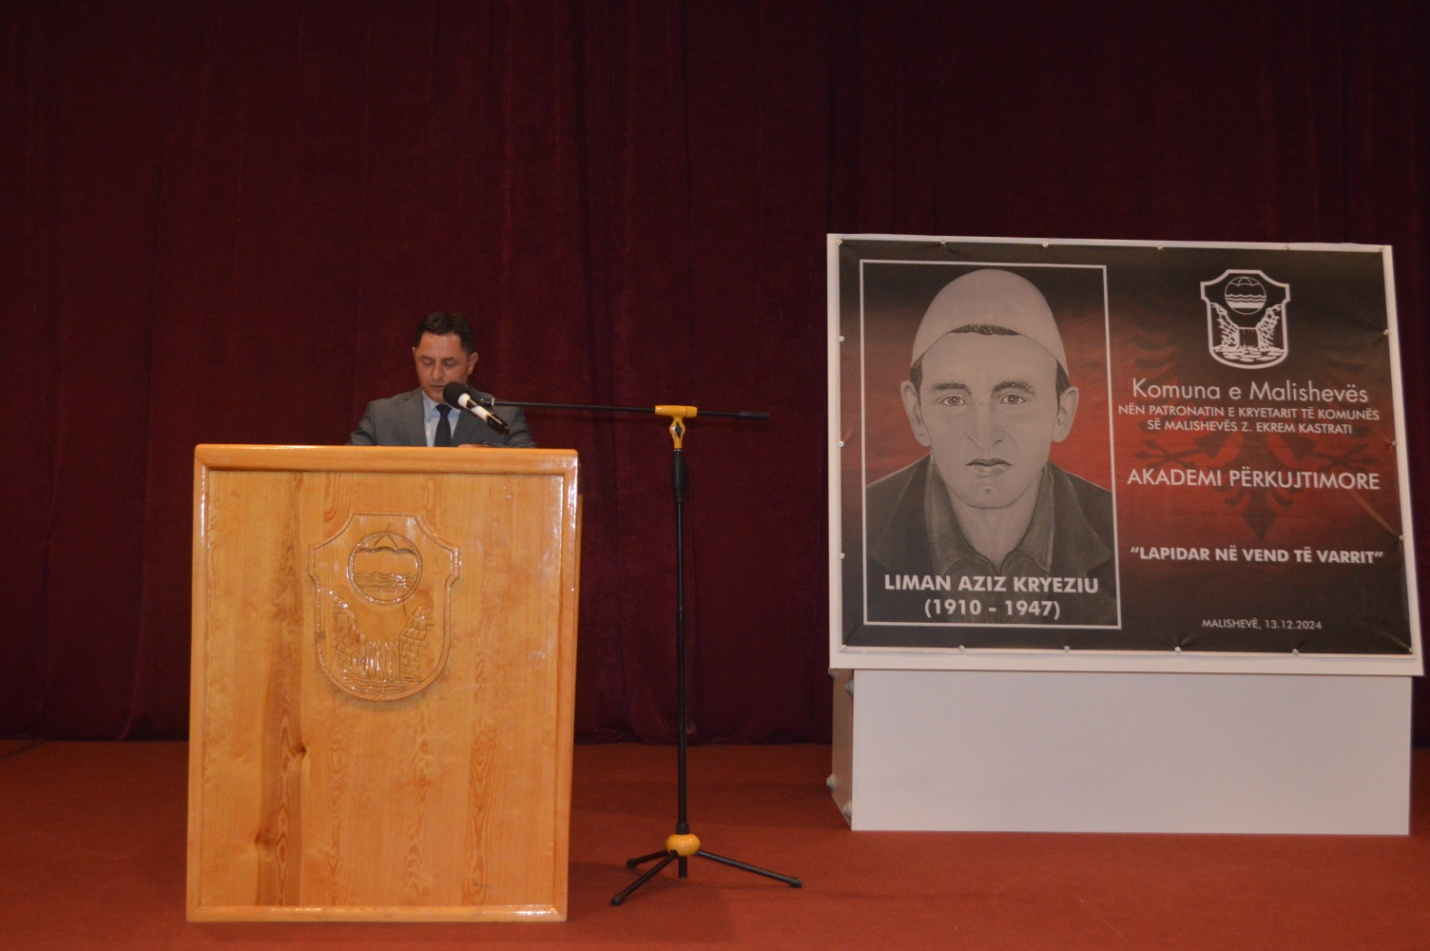 Komuna e Malishevës
NËN PATRONATIN E KRYETARIT TË KOMUNËS
SË MALISHEVËS Z. EKREM KASTRATI
AKADEMI PËRKUJTIMORE
“LAPIDAR NË VEND TË VARRIT”
MALISHEVË, 13.12.2024
LIMAN AZIZ KRYEZIU
(1910 - 1947)